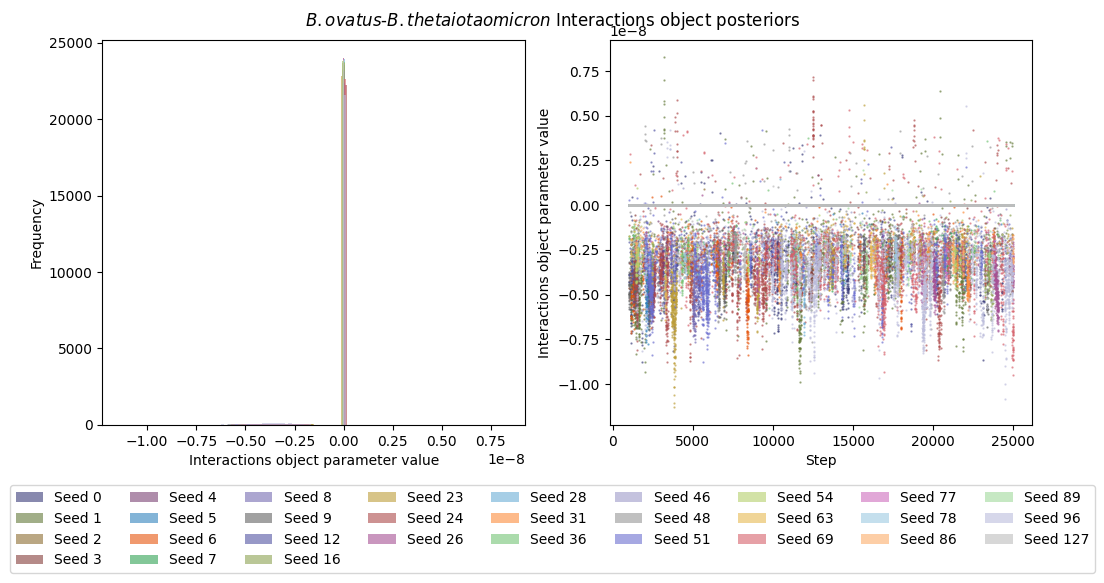 B.ovatus-B.thetaiotaomicron Interactions object posteriors
Frequency
25000
20000
15000
10000
5000
0
−1.00 −0.75 −0.50 −0.25 0.00 0.25 0.50 0.75
1e−8
Interactions object parameter value
1e−8
Interactions object parameter value
0.75
0.50
0.25
0.00
−0.25
−0.50
−0.75
−1.00
0 5000 10000 15000 20000 25000
Step
Seed 0 Seed 4 Seed 8 Seed 23 Seed 28 Seed 46 Seed 54 Seed 77 Seed 89
Seed 1 Seed 5 Seed 9 Seed 24 Seed 31 Seed 48 Seed 63 Seed 78 Seed 96
Seed 2 Seed 6 Seed 12 Seed 26 Seed 36 Seed 51 Seed 69 Seed 86 Seed 127
Seed 3 Seed 7 Seed 16